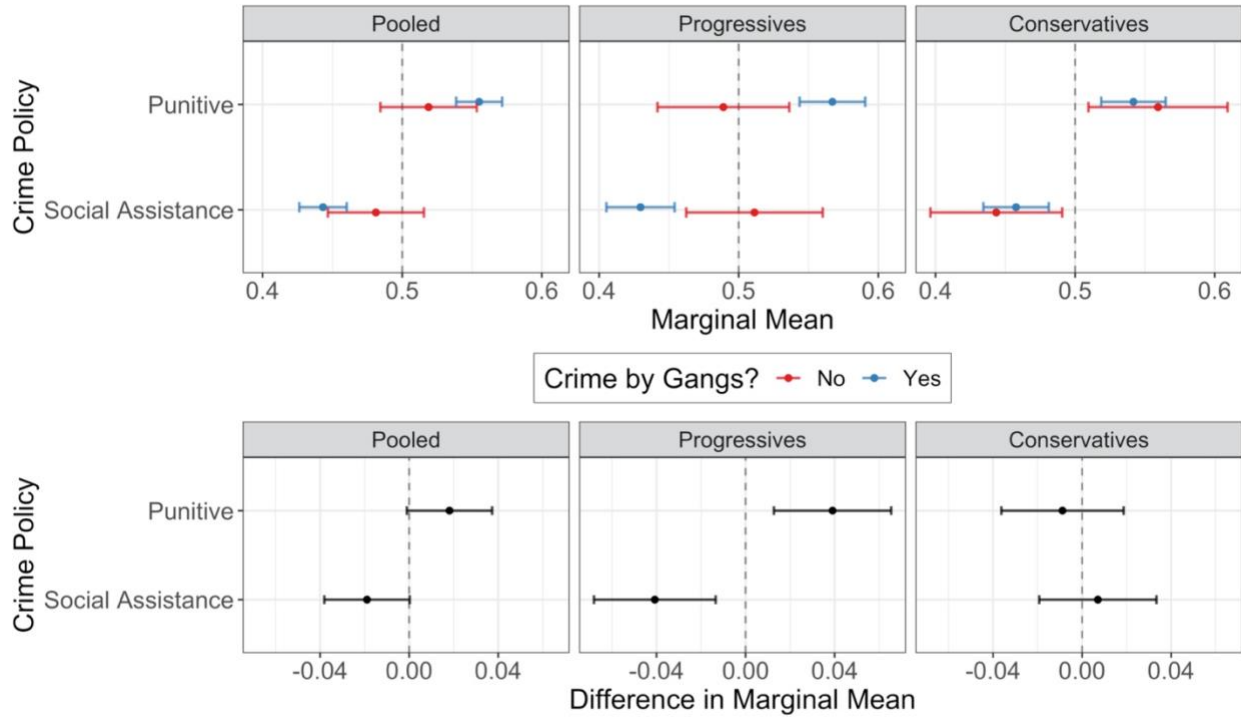 Pooled Progressives Conservatives
Crime Policy
Punitive
Social Assistance
0.4 0.5 0.6 0.4 0.5 0.6 0.4 0.5 0.6
Marginal Mean
Crime by Gangs? No Yes
Pooled Progressives Conservatives
Crime Policy
Punitive
Social Assistance
-0.04 0.00 0.04 -0.04 0.00 0.04 -0.04 0.00 0.04
Difference in Marginal Mean